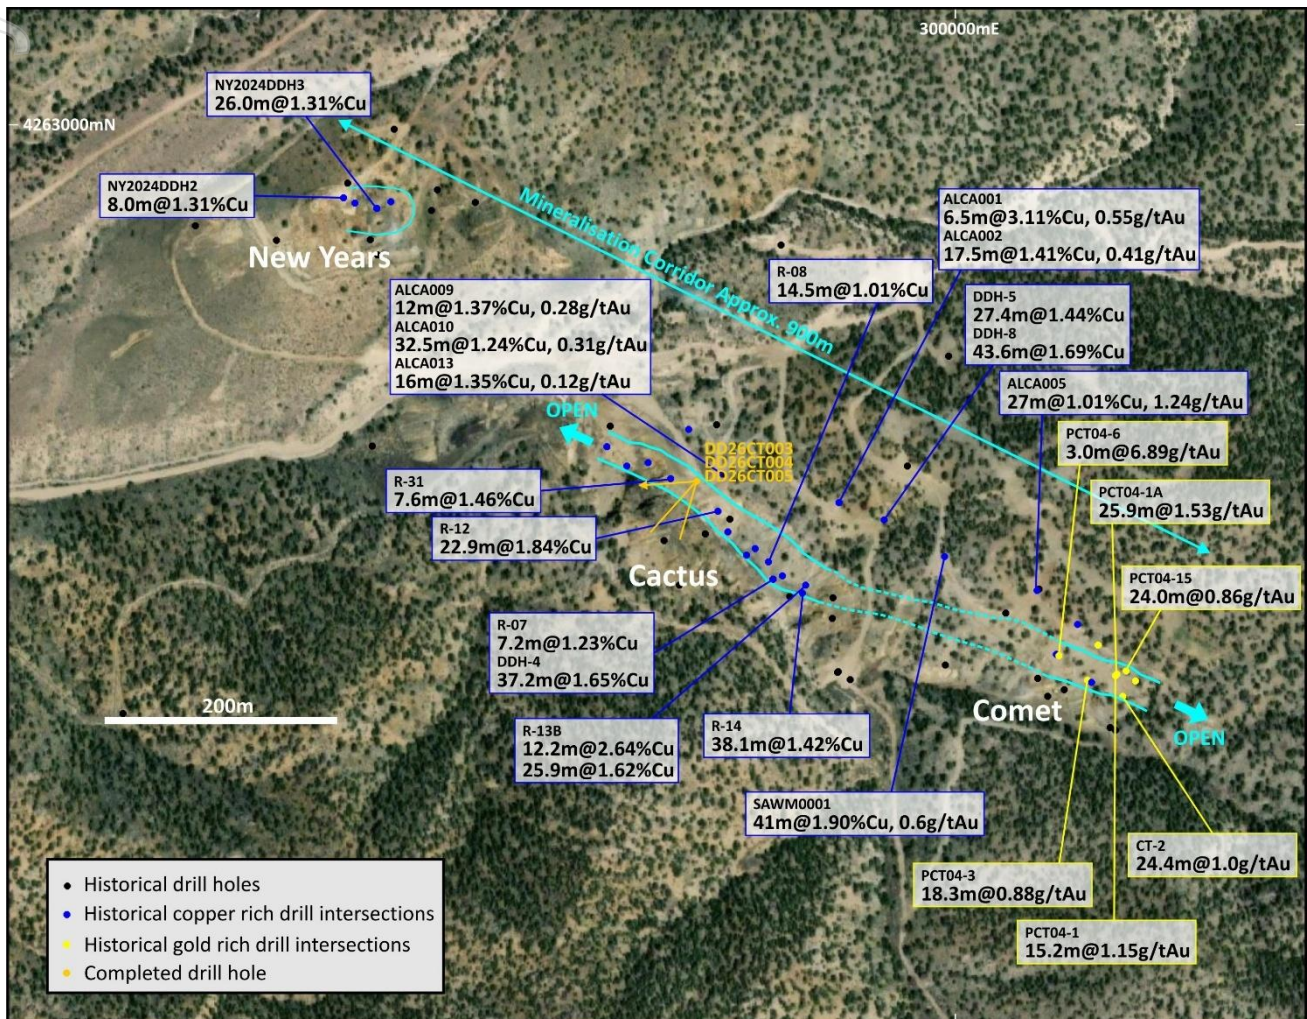 300000mE
4263000mN
NY2024DDH3
26.0m@1.31%Cu
NY2024DDH2
8.0m@1.31%Cu
New Years
Mineralisation Corridor Approx. 900m
ALCA001
6.5m@3.11%Cu, 0.55g/tAu
ALCA002
17.5m@1.41%Cu, 0.41g/tAu
R-08
14.5m@1.01%Cu
ALCA009
12m@1.37%Cu, 0.28g/tAu
ALCA010
32.5m@1.24%Cu, 0.31g/tAu
ALCA013
16m@1.35%Cu, 0.12g/tAu
DDH-5
27.4m@1.44%Cu
DDH-8
43.6m@1.69%Cu
ALCA005
27m@1.01%Cu, 1.24g/tAu
OPEN
PCT04-6
3.0m@6.89g/tAu
DD26CT003
DD26CT004
DD26CT005
R-31
7.6m@1.46%Cu
PCT04-1A
25.9m@1.53g/tAu
R-12
22.9m@1.84%Cu
Cactus
PCT04-15
24.0m@0.86g/tAu
R-07
7.2m@1.23%Cu
DDH-4
37.2m@1.65%Cu
200m
Comet
OPEN
R-13B
12.2m@2.64%Cu
25.9m@1.62%Cu
R-14
38.1m@1.42%Cu
SAWM0001
41m@1.90%Cu, 0.6g/tAu
CT-2
24.4m@1.0g/tAu
PCT04-3
18.3m@0.88g/tAu
PCT04-1
15.2m@1.15g/tAu
Historical drill holes
Historical copper rich drill intersections
Historical gold rich drill intersections
Completed drill hole